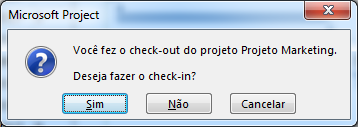 Microsoft Project
Você fez o check-out do projeto Projeto Marketing.
Deseja fazer o check-in?
Sim
Não
Cancelar